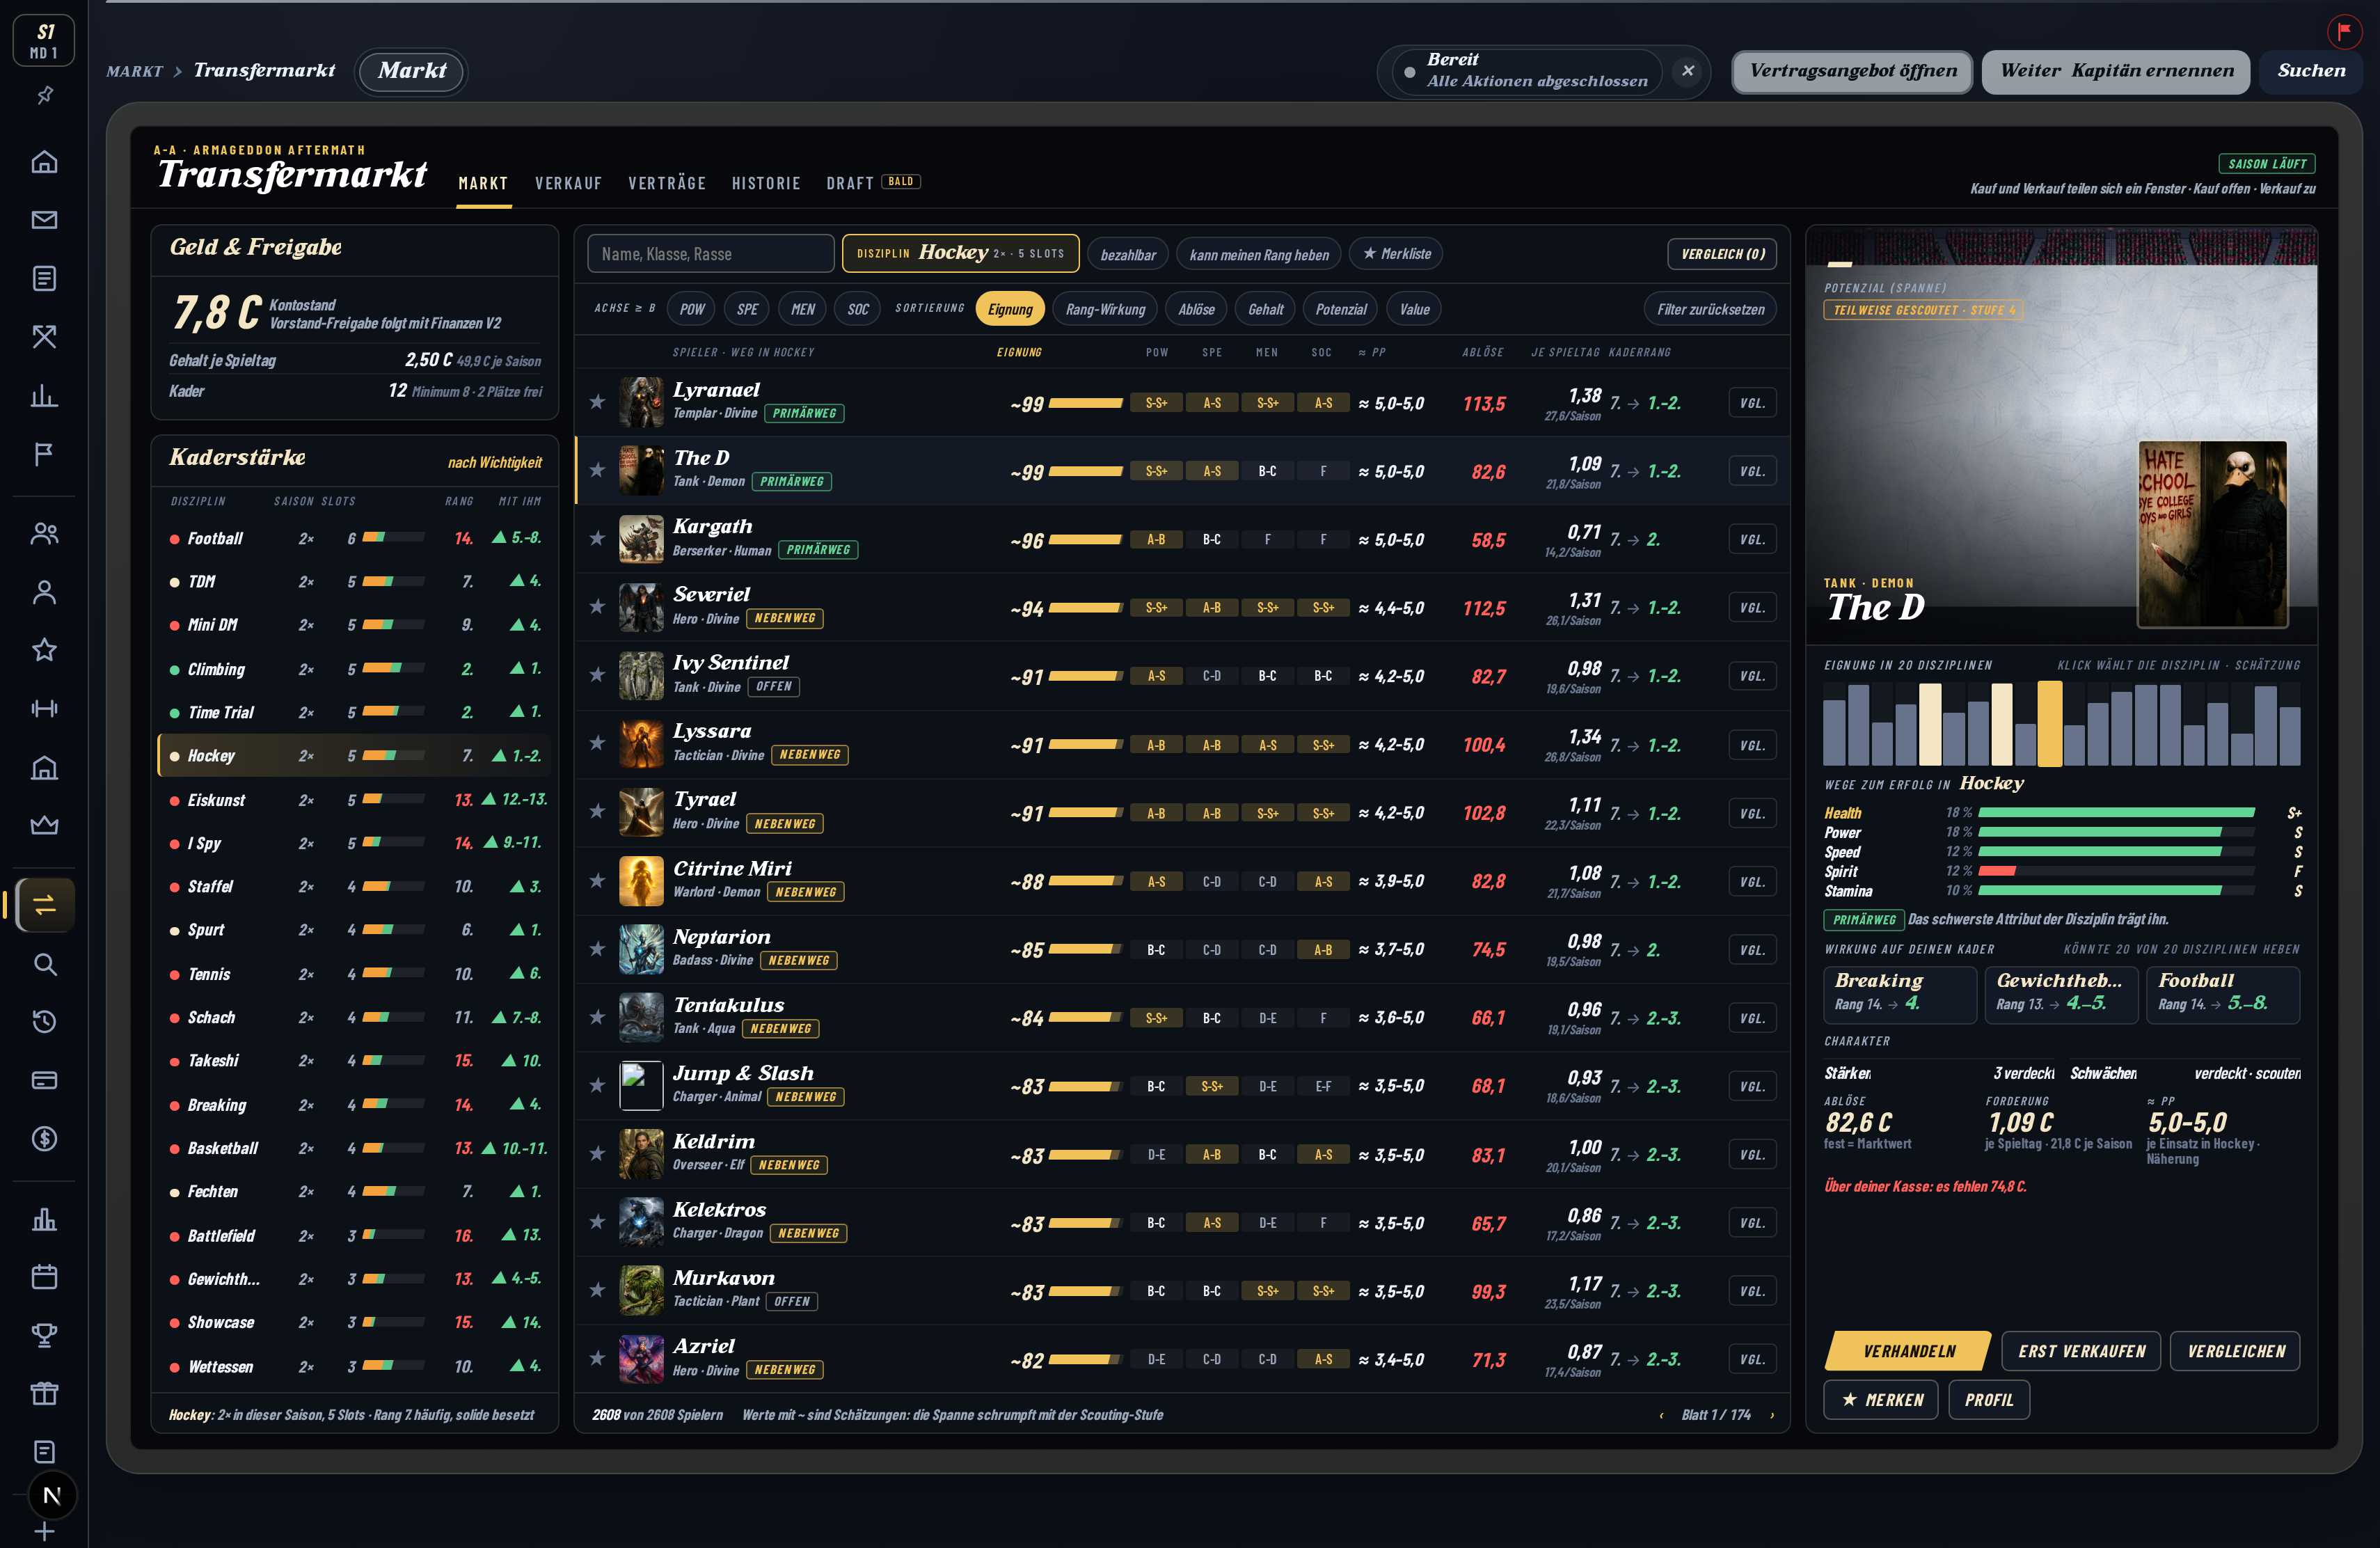 S1
MD 1
MARKT > Transfermarkt Markt
Bereit
Alle Aktionen abgeschlossen
×
Vertragsangebot öffnen
Weiter Kapitän ernennen
Suchen
A-A · ARMAGEDDON AFTERMATH
Transfermarkt
MARKT VERKAUF VERTRÄGE HISTORIE DRAFT BALD
SAISON LÄUFT
Kauf und Verkauf teilen sich ein Fenster · Kauf offen · Verkauf zu
Geld & Freigabe
7,8 C Kontostand
Vorstand-Freigabe folgt mit Finanzen V2
Gehalt je Spieltag 2,50 C 49,9 C je Saison
Kader 12 Minimum 8 · 2 Plätze frei
Kaderstärke nach Wichtigkeit
DISZIPLIN SAISON SLOTS RANG MIT IHM
Football 2× 6 14. ▲ 5.-8.
TDM 2× 5 7. ▲ 4.
Mini DM 2× 5 9. ▲ 4.
Climbing 2× 5 2. ▲ 1.
Time Trial 2× 5 2. ▲ 1.
Hockey 2× 5 7. ▲ 1.-2.
Eiskunst 2× 5 13. ▲ 12.-13.
I Spy 2× 5 14. ▲ 9.-11.
Staffel 2× 4 10. ▲ 3.
Spurt 2× 4 6. ▲ 1.
Tennis 2× 4 10. ▲ 6.
Schach 2× 4 11. ▲ 7.-8.
Takeshi 2× 4 15. ▲ 10.
Breaking 2× 4 14. ▲ 4.
Basketball 2× 4 13. ▲ 10.-11.
Fechten 2× 4 7. ▲ 1.
Battlefield 2× 3 16. ▲ 13.
Gewichth... 2× 3 13. ▲ 4.-5.
Showcase 2× 3 15. ▲ 14.
Wettessen 2× 3 10. ▲ 4.
Hockey: 2× in dieser Saison, 5 Slots · Rang 7. häufig, solide besetzt
Name, Klasse, Rasse
DISZIPLIN Hockey 2× · 5 SLOTS
bezahlbar
kann meinen Rang heben
★ Merkliste
VERGLEICH (0)
ACHSE ≥ B POW SPE MEN SOC SORTIERUNG Eignung Rang-Wirkung Ablöse Gehalt Potenzial Value Filter zurücksetzen
SPIELER · WEG IN HOCKEY EIGNUNG POW SPE MEN SOC ≈ PP ABLÖSE JE SPIELTAG KADERRANG
★ Lyranael ~99 S-S+ A-S S-S+ A-S ≈ 5,0-5,0 113,5 1,38 7. → 1.-2. VGL.
Templar · Divine PRIMÄRWEG 27,6/Saison
★ The D ~99 S-S+ A-S B-C F ≈ 5,0-5,0 82,6 1,09 7. → 1.-2. VGL.
Tank · Demon PRIMÄRWEG 21,8/Saison
★ Kargath ~96 A-B B-C F F ≈ 5,0-5,0 58,5 0,71 7. → 2. VGL.
Berserker · Human PRIMÄRWEG 14,2/Saison
★ Severiel ~94 S-S+ A-B S-S+ S-S+ ≈ 4,4-5,0 112,5 1,31 7. → 1.-2. VGL.
Hero · Divine NEBENWEG 26,1/Saison
★ Ivy Sentinel ~91 A-S C-D B-C B-C ≈ 4,2-5,0 82,7 0,98 7. → 1.-2. VGL.
Tank · Divine OFFEN 19,6/Saison
★ Lyssara ~91 A-B A-B A-S S-S+ ≈ 4,2-5,0 100,4 1,34 7. → 1.-2. VGL.
Tactician · Divine NEBENWEG 26,8/Saison
★ Tyrael ~91 A-B A-B S-S+ S-S+ ≈ 4,2-5,0 102,8 1,11 7. → 1.-2. VGL.
Hero · Divine NEBENWEG 22,3/Saison
★ Citrine Miri ~88 A-S C-D C-D A-S ≈ 3,9-5,0 82,8 1,08 7. → 1.-2. VGL.
Warlord · Demon NEBENWEG 21,7/Saison
★ Neptarion ~85 B-C C-D C-D A-B ≈ 3,7-5,0 74,5 0,98 7. → 2. VGL.
Badass · Divine NEBENWEG 19,5/Saison
★ Tentakulus ~84 S-S+ B-C D-E F ≈ 3,6-5,0 66,1 0,96 7. → 2.-3. VGL.
Tank · Aqua NEBENWEG 19,1/Saison
★ Jump & Slash ~83 B-C S-S+ D-E E-F ≈ 3,5-5,0 68,1 0,93 7. → 2.-3. VGL.
Charger · Animal NEBENWEG 18,6/Saison
★ Keldrim ~83 D-E A-B B-C A-S ≈ 3,5-5,0 83,1 1,00 7. → 2.-3. VGL.
Overseer · Elf NEBENWEG 20,1/Saison
★ Kelektros ~83 B-C A-S D-E F ≈ 3,5-5,0 65,7 0,86 7. → 2.-3. VGL.
Charger · Dragon NEBENWEG 17,2/Saison
★ Murkavon ~83 B-C B-C S-S+ S-S+ ≈ 3,5-5,0 99,3 1,17 7. → 2.-3. VGL.
Tactician · Plant OFFEN 23,5/Saison
★ Azriel ~82 D-E C-D C-D A-S ≈ 3,4-5,0 71,3 0,87 7. → 2.-3. VGL.
Hero · Divine NEBENWEG 17,4/Saison
2608 von 2608 Spielern Werte mit ~ sind Schätzungen: die Spanne schrumpft mit der Scouting-Stufe ‹ Blatt 1 / 174 ›
POTENZIAL (SPANNE)
TEILWEISE GESCOUTET · STUFE 4
HATE
SCHOOL
BYE COLLEGE
BOYS AND GIRLS
TANK · DEMON
The D
EIGNUNG IN 20 DISZIPLINEN KLICK WÄHLT DIE DISZIPLIN · SCHÄTZUNG
WEGE ZUM ERFOLG IN Hockey
Health 18 % S+
Power 18 % S
Speed 12 % S
Spirit 12 % F
Stamina 10 % S
PRIMÄRWEG Das schwerste Attribut der Disziplin trägt ihn.
WIRKUNG AUF DEINEN KADER KÖNNTE 20 VON 20 DISZIPLINEN HEBEN
Breaking Gewichtheb... Football
Rang 14. → 4. Rang 13. → 4.–5. Rang 14. → 5.–8.
CHARAKTER
Stärken 3 verdeckt Schwächen verdeckt · scouten
ABLÖSE FORDERUNG ≈ PP
82,6 C 1,09 C 5,0-5,0
fest = Marktwert je Spieltag · 21,8 C je Saison je Einsatz in Hockey ·
Näherung
Über deiner Kasse: es fehlen 74,8 C.
VERHANDELN ERST VERKAUFEN VERGLEICHEN
★ MERKEN PROFIL
N